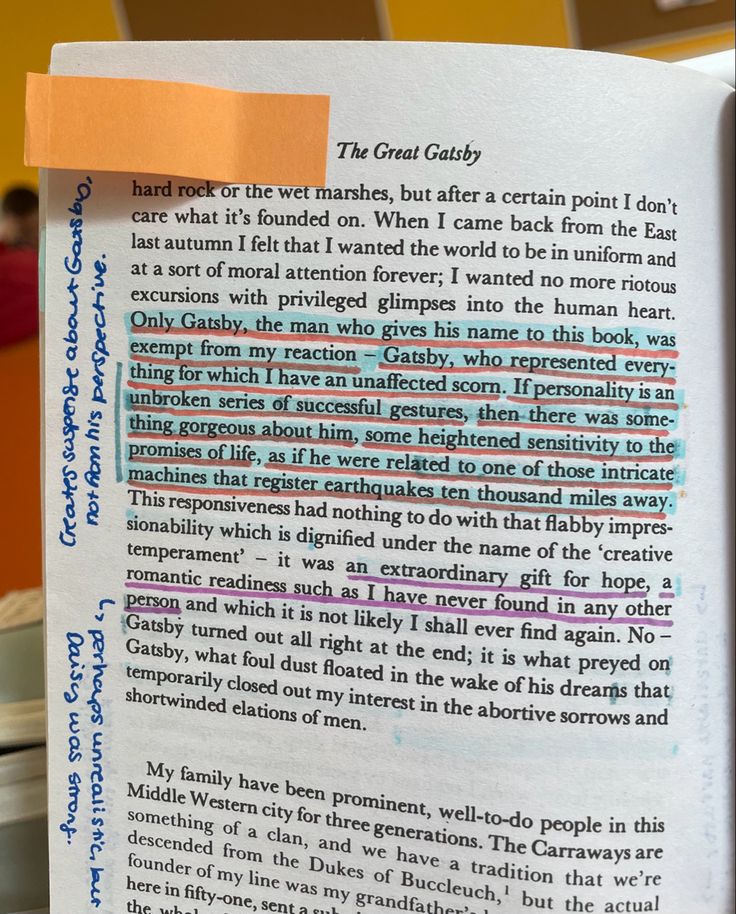 The Great Gatsby
hard rock or the wet marshes, but after a certain point I don't
care what it's founded on. When I came back from the East
last autumn I felt that I wanted the world to be in uniform and
at a sort of moral attention forever; I wanted no more riotous
excursions with privileged glimpses into the human heart.
Only Gatsby, the man who gives his name to this book, was
exempt from my reaction – Gatsby, who represented every-
thing for which I have an unaffected scorn. If personality is an
unbroken series of successful gestures, then there was some-
thing gorgeous about him, some heightened sensitivity to the
promises of life, as if he were related to one of those intricate
machines that register earthquakes ten thousand miles away.
This responsiveness had nothing to do with that flabby impres-
sionability which is dignified under the name of the 'creative
temperament' – it was an extraordinary gift for hope, a
romantic readiness such as I have never found in any other
person and which it is not likely I shall ever find again. No –
Gatsby turned out all right at the end; it is what preyed on
Gatsby, what foul dust floated in the wake of his dreams that
temporarily closed out my interest in the abortive sorrows and
shortwinded elations of men.
My family have been prominent, well-to-do people in this
Middle Western city for three generations. The Carraways are
something of a clan, and we have a tradition that we're
descended from the Dukes of Buccleuch,¹ but the actual
founder of my line was my grandfather's
here in fifty-one, sent a
the
Creates suspense about Gatsby,
not from his perspective.
↳ perhaps unrealistic, but
Daisy was strong.